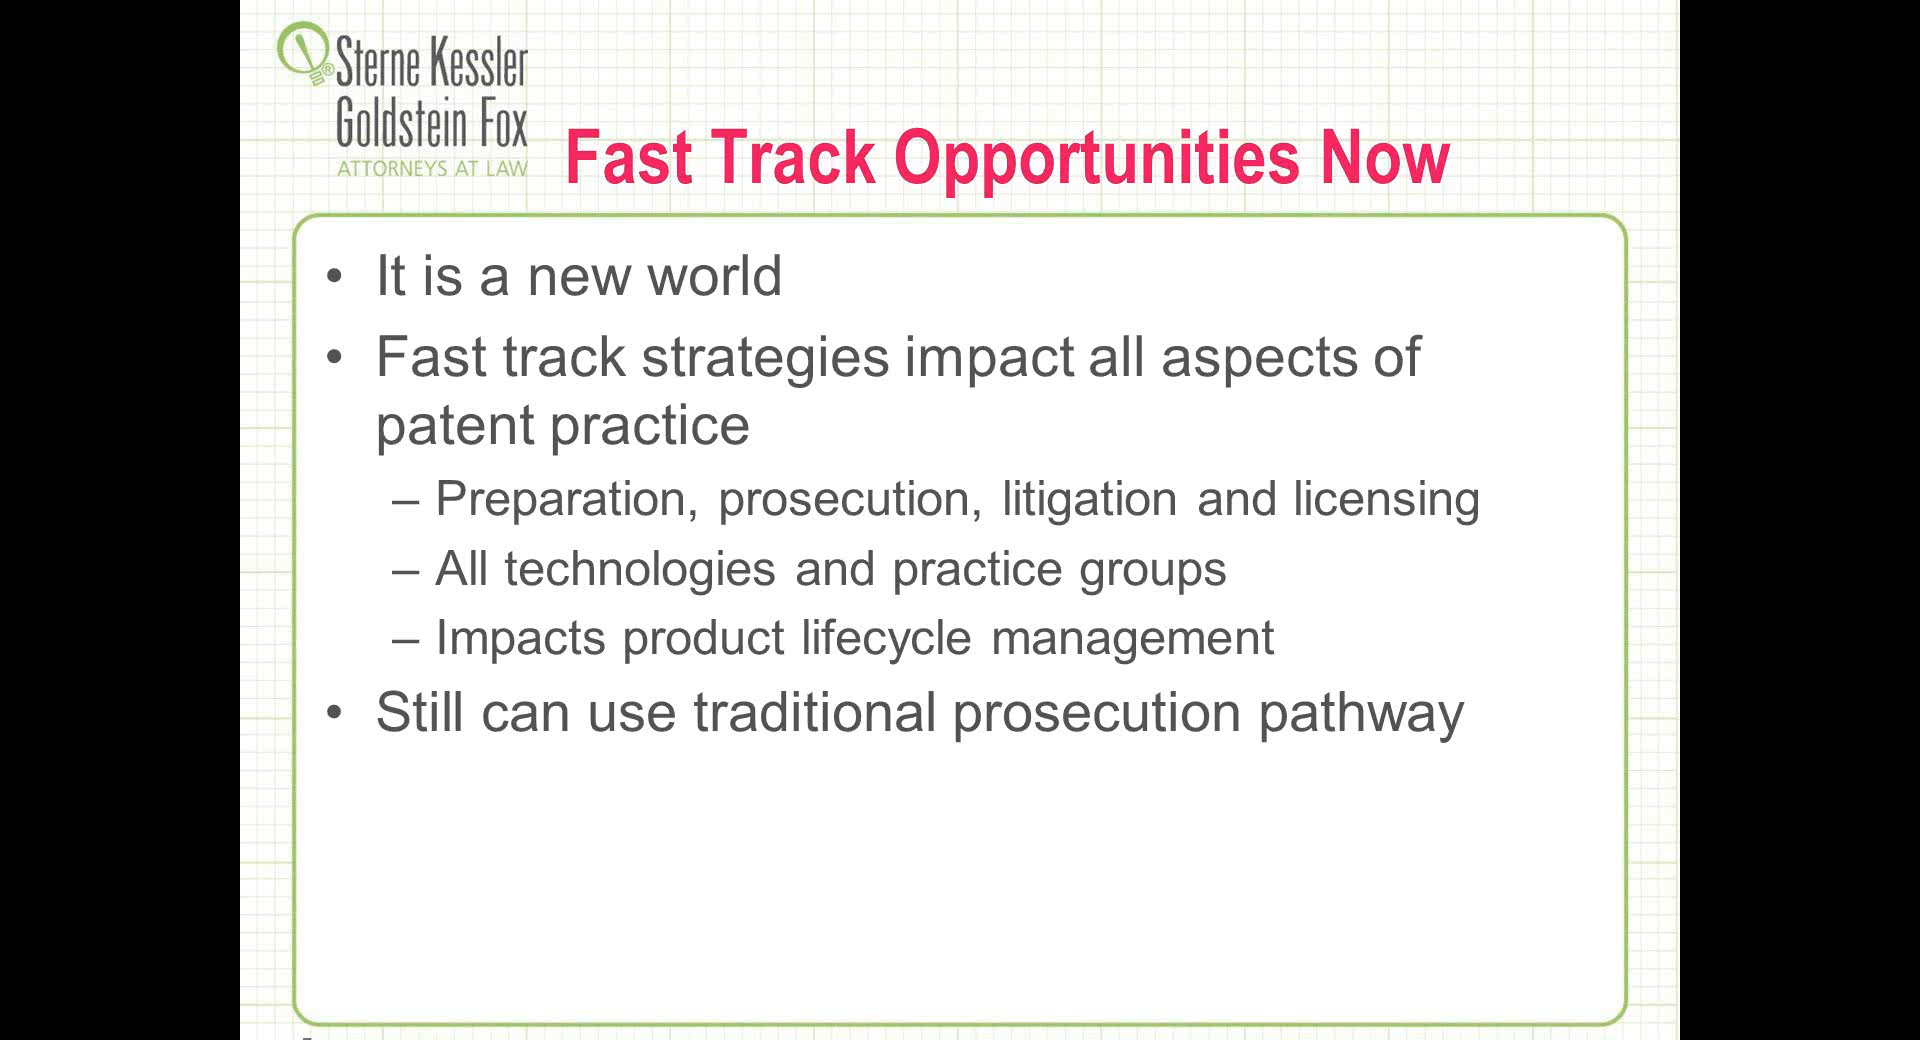 Sterne Kessler
Goldstein Fox
ATTORNEYS AT LAW
Fast Track Opportunities Now
• It is a new world
• Fast track strategies impact all aspects of
patent practice
– Preparation, prosecution, litigation and licensing
– All technologies and practice groups
– Impacts product lifecycle management
• Still can use traditional prosecution pathway